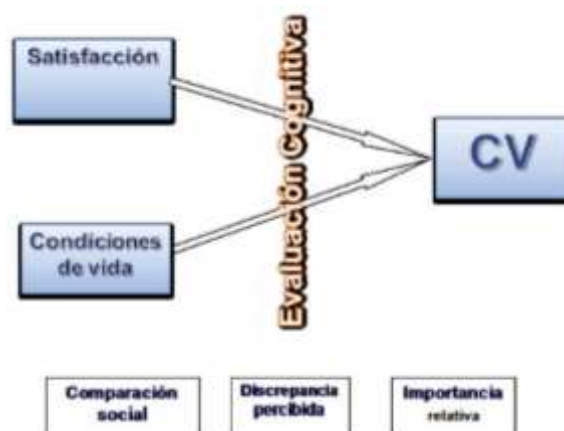 Satisfacción
Evaluación Cognitiva
CV
Condiciones
de vida
Comparación
social
Discrepancia
percibida
Importancia
relativa